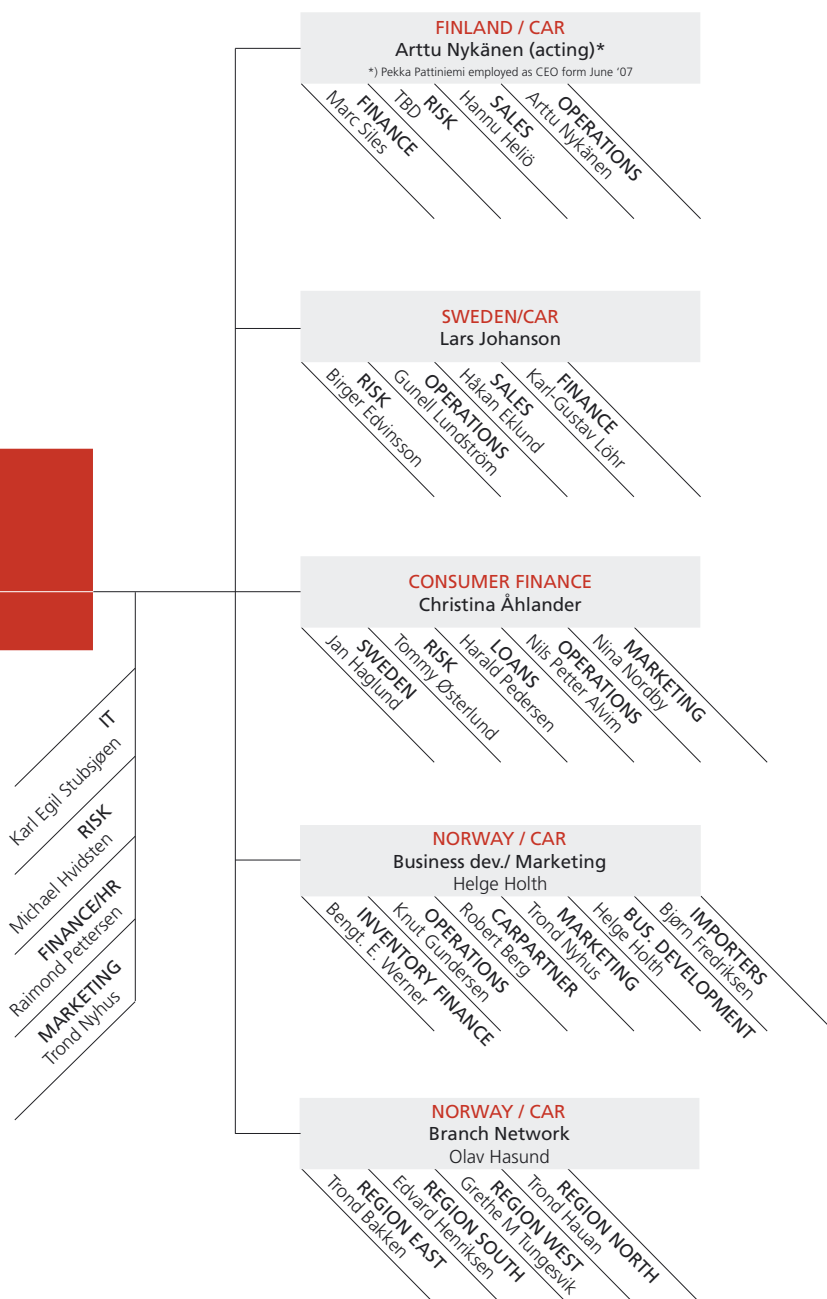 FINLAND / CAR
Arttu Nykänen (acting)*
*) Pekka Pattiniemi employed as CEO form June '07
FINANCE
Marc Siles
RISK
TBD
SALES
Hannu Heliö
OPERATIONS
Arttu Nykänen
SWEDEN/CAR
Lars Johanson
RISK
Birger Edvinsson
OPERATIONS
Gunell Lundström
SALES
Håkan Eklund
FINANCE
Karl-Gustav Löhr
CONSUMER FINANCE
Christina Åhlander
SWEDEN
Jan Haglund
RISK
Tommy Østerlund
LOANS
Harald Pedersen
OPERATIONS
Nils Petter Alvim
MARKETING
Nina Nordby
IT
Karl Egil Stubsjøen
RISK
Michael Hvidsten
FINANCE/HR
Raimond Pettersen
MARKETING
Trond Nyhus
NORWAY / CAR
Business dev./ Marketing
Helge Holth
INVENTORY FINANCE
Bengt. E. Werner
OPERATIONS
Knut Gundersen
CARPARTNER
Robert Berg
MARKETING
Trond Nyhus
BUS. DEVELOPMENT
Helge Holth
IMPORTERS
Bjørn Fredriksen
NORWAY / CAR
Branch Network
Olav Hasund
REGION EAST
Trond Bakken
REGION SOUTH
Edvard Henriksen
REGION WEST
Grethe M Tungesvik
REGION NORTH
Trond Hauan